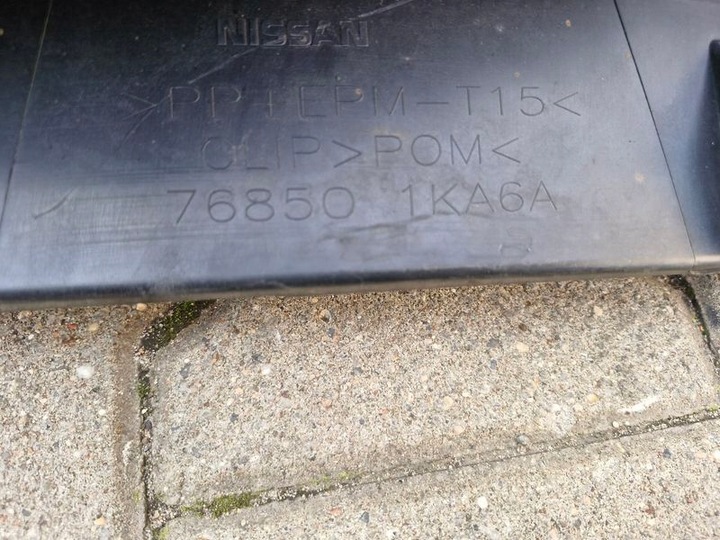 NISSAN
>PP+EPM-T15<
CLIP>POM<
76850 1KA6A